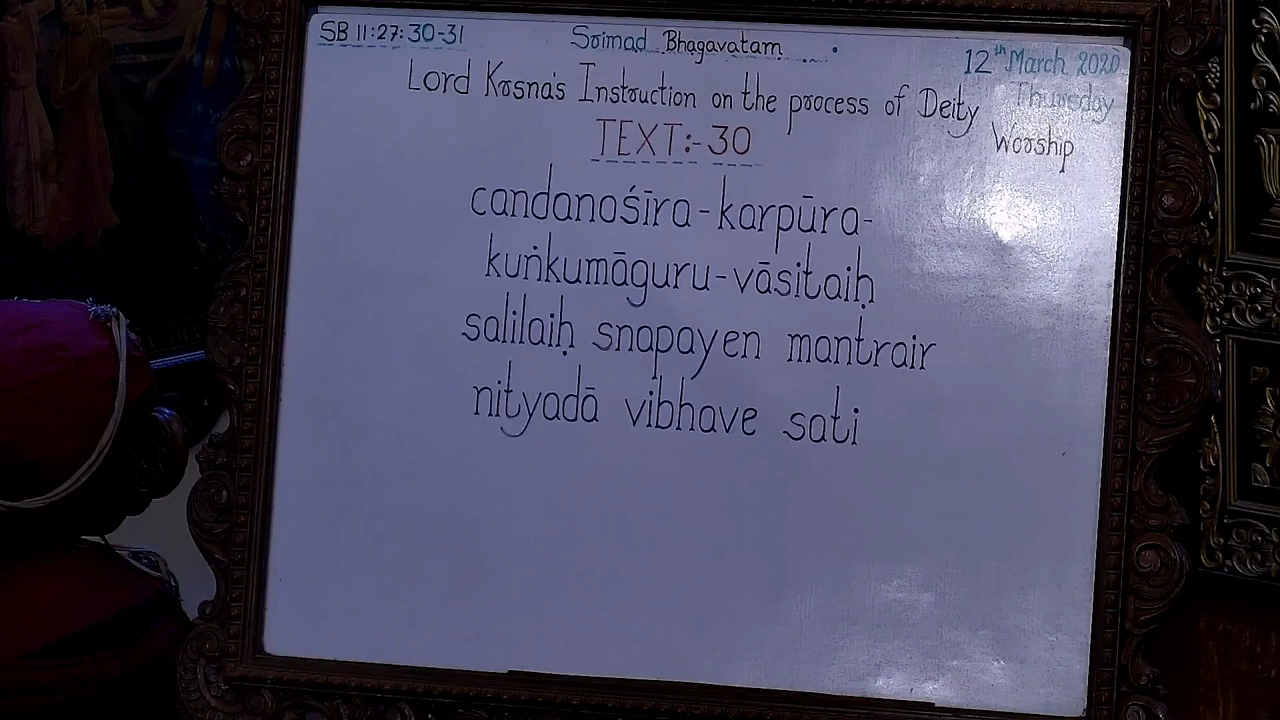 SB 11:27:30-31
Srimad Bhagavatam
12th March 2020
Thursday
Lord Krsna's Instruction on the process of Deity
Worship
TEXT:-30
candanośīra-karpūra-
kuṅkumāguru-vāsitaiḥ
salilaiḥ snapayen mantrair
nityadā vibhave sati